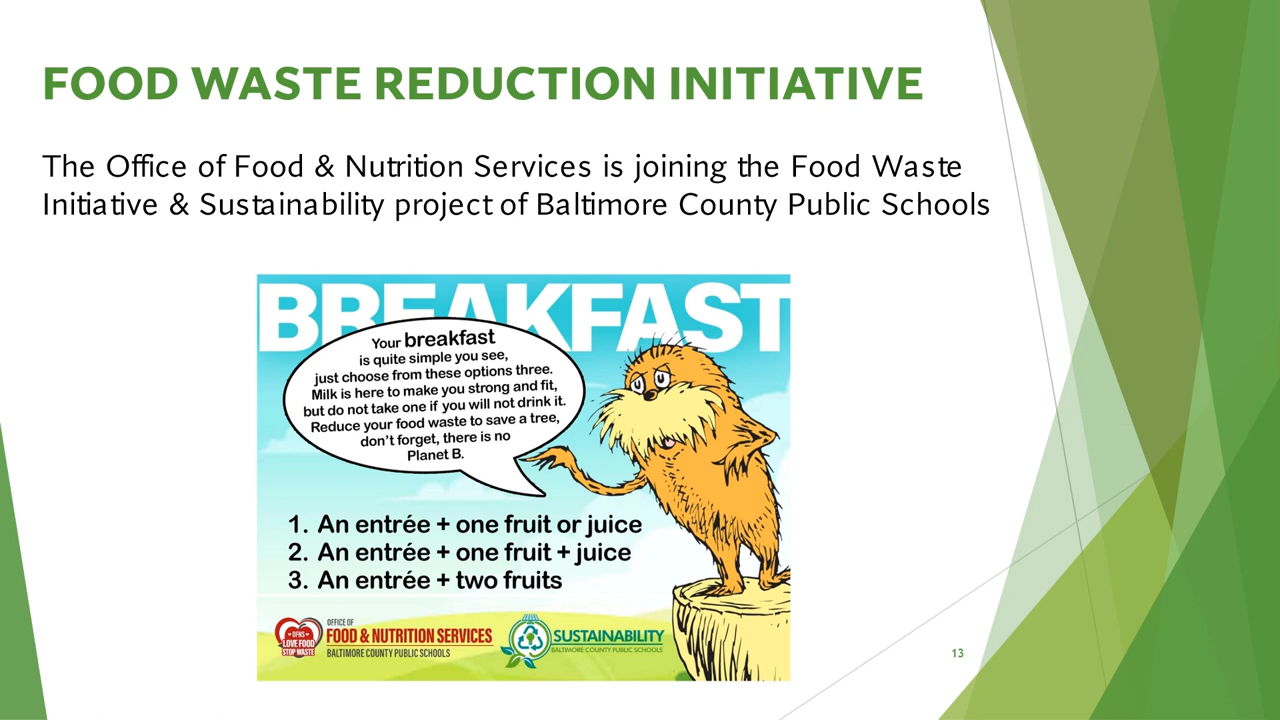 FOOD WASTE REDUCTION INITIATIVE
The Office of Food & Nutrition Services is joining the Food Waste
Initiative & Sustainability project of Baltimore County Public Schools
BREAKFAST
Your breakfast
is quite simple you see,
just choose from these options three.
Milk is here to make you strong and fit,
but do not take one if you will not drink it.
Reduce your food waste to save a tree,
don't forget, there is no
Planet B.
1. An entrée + one fruit or juice
2. An entrée + one fruit + juice
3. An entrée + two fruits
OFNS
LOVE FOOD
STOP WASTE
OFFICE OF
FOOD & NUTRITION SERVICES
BALTIMORE COUNTY PUBLIC SCHOOLS
SUSTAINABILITY
BALTIMORE COUNTY PUBLIC SCHOOLS
13